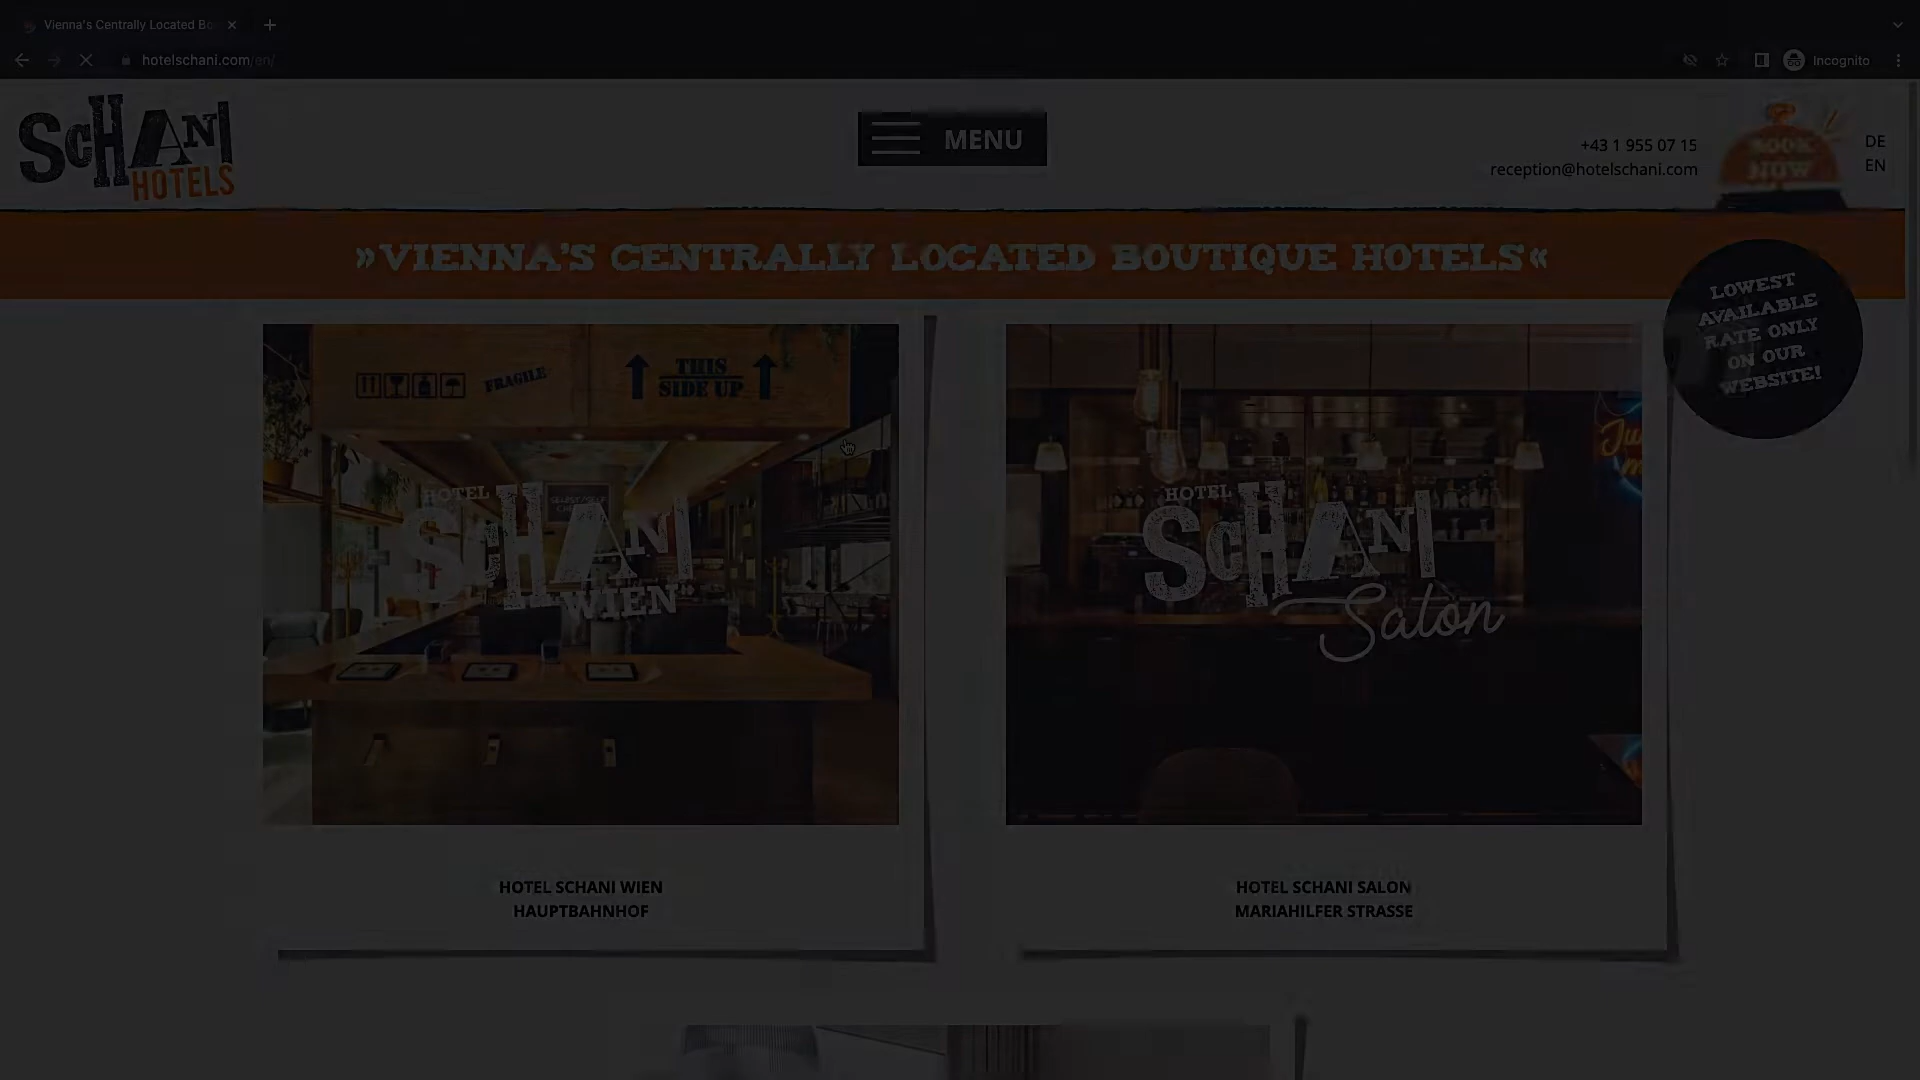 Vienna's Centrally Located Bo
hotelschani.com/en/
Incognito
SCHANI
HOTELS
MENU
+43 1 955 07 15
reception@hotelschani.com
BOOK
NOW
DE
EN
»VIENNA'S CENTRALLY LOCATED BOUTIQUE HOTELS«
LOWEST
AVAILABLE
RATE ONLY
ON OUR
WEBSITE!
FRAGILE
THIS
SIDE UP
HOTEL
SCHANI
WIEN
HOTEL
SCHANI
Salon
HOTEL SCHANI WIEN
HAUPTBAHNHOF
HOTEL SCHANI SALON
MARIAHILFER STRASSE